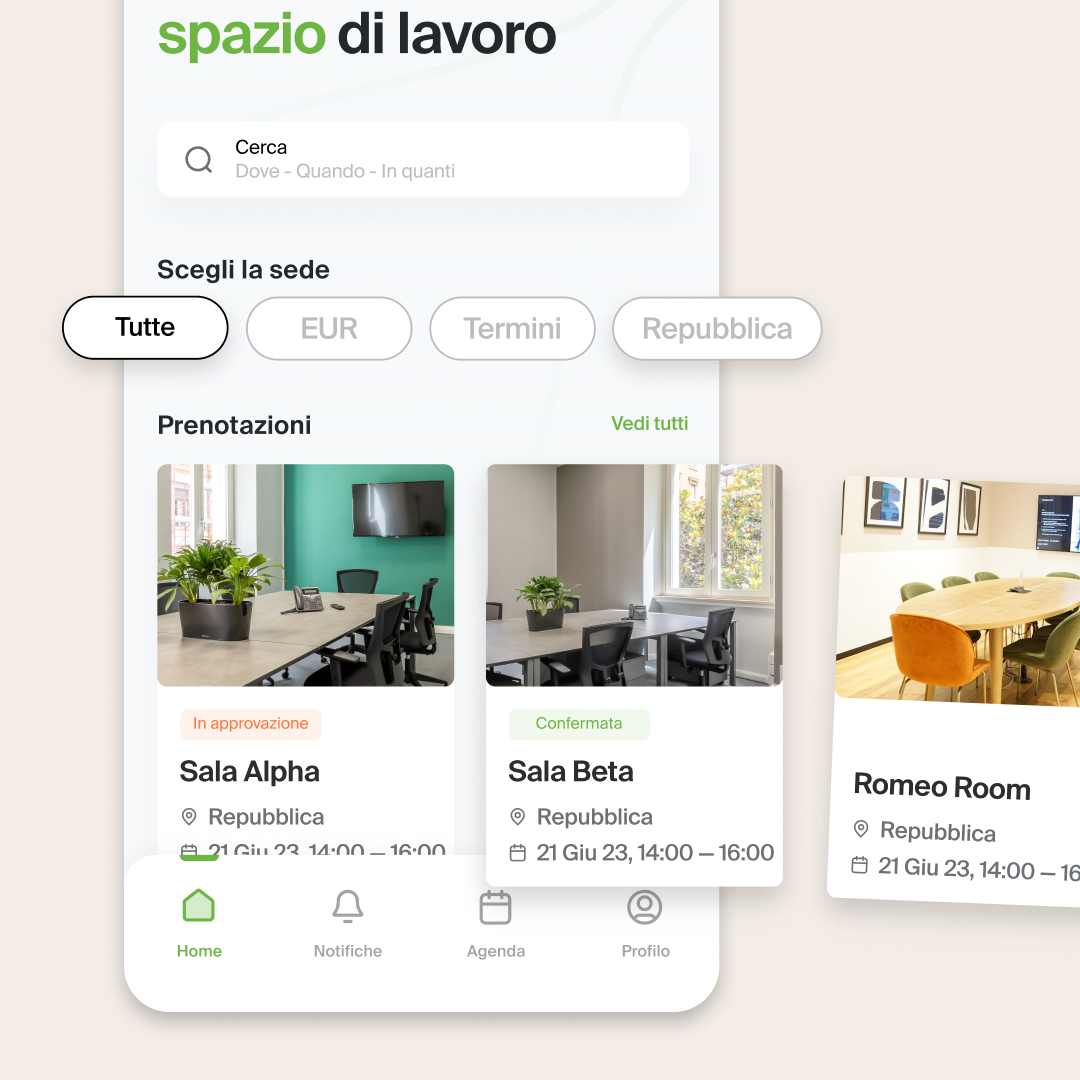 spazio di lavoro
Cerca
Dove - Quando - In quanti
Scegli la sede
Tutte
EUR
Termini
Repubblica
Prenotazioni
Vedi tutti
In approvazione
Sala Alpha
Repubblica
21 Giu 23, 14:00 — 16:00
Confermata
Sala Beta
Repubblica
21 Giu 23, 14:00 — 16:00
Romeo Room
Repubblica
21 Giu 23, 14:00 — 16
Home
Notifiche
Agenda
Profilo